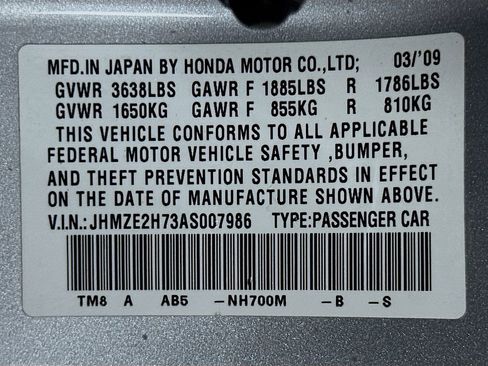 MFD.IN JAPAN BY HONDA MOTOR CO.,LTD; 03/'09
GVWR 3638LBS GAWR F 1885LBS R 1786LBS
GVWR 1650KG GAWR F 855KG R 810KG
THIS VEHICLE CONFORMS TO ALL APPLICABLE
FEDERAL MOTOR VEHICLE SAFETY ,BUMPER,
AND THEFT PREVENTION STANDARDS IN EFFECT
ON THE DATE OF MANUFACTURE SHOWN ABOVE.
V.I.N.:JHMZE2H73AS007986 TYPE:PASSENGER CAR
TM8 A AB5 -NH700M -B -S